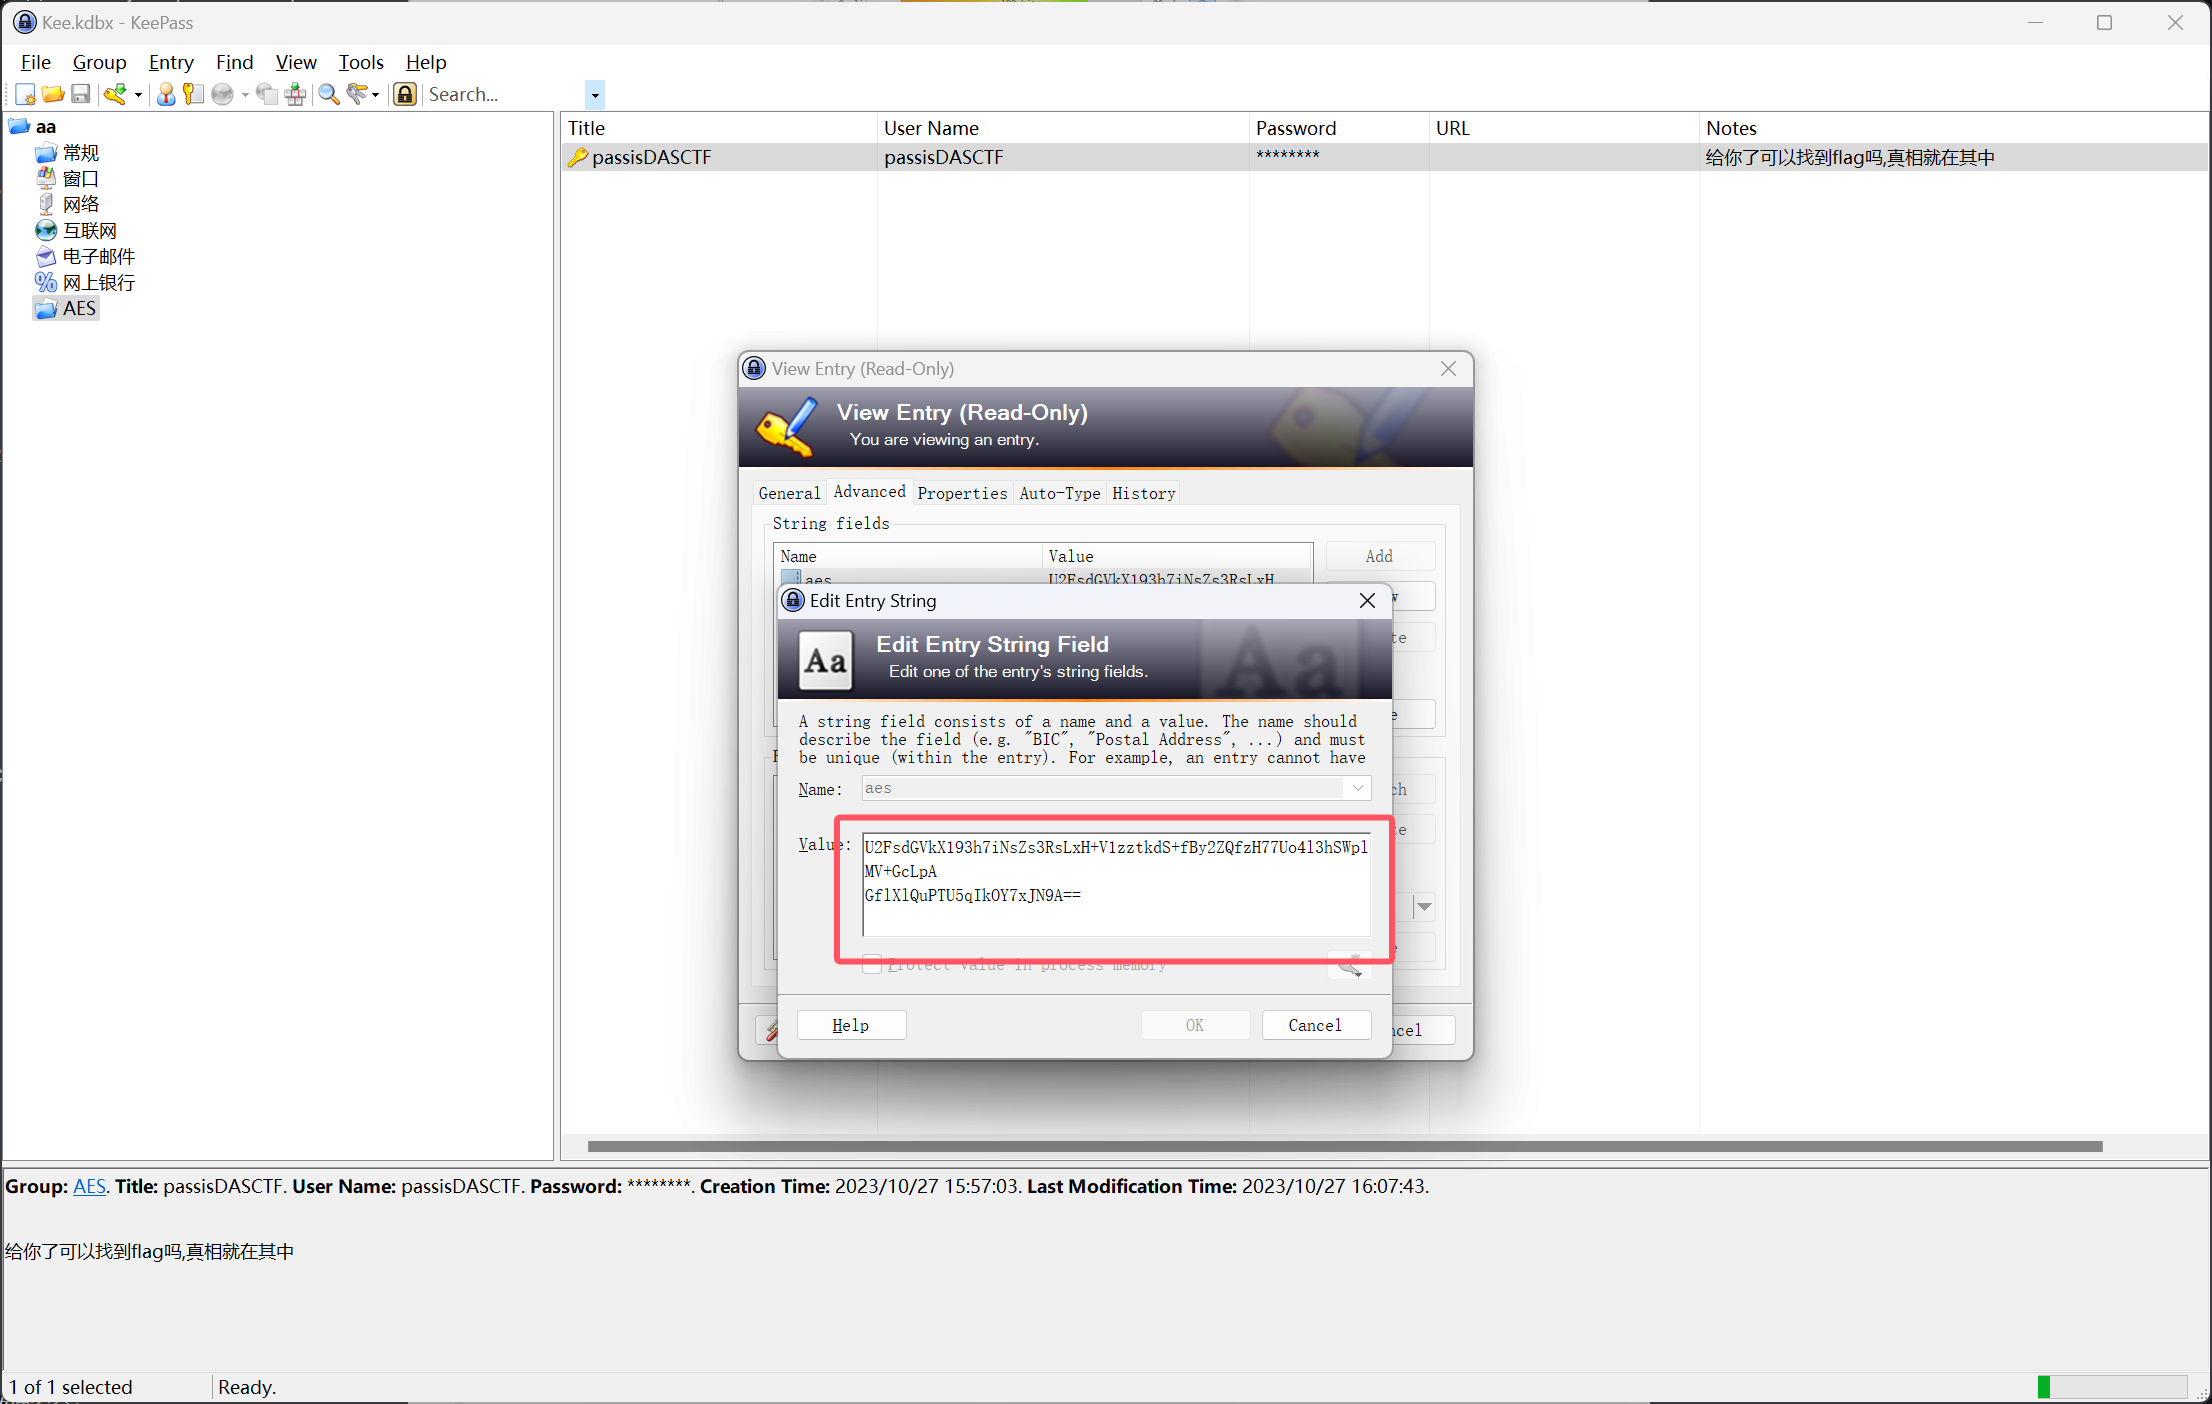 Kee.kdbx - KeePass
File Group Entry Find View Tools Help
Search...
aa
常规
窗口
网络
互联网
电子邮件
网上银行
AES
Title User Name Password URL Notes
passisDASCTF passisDASCTF ******** 给你了可以找到flag吗,真相就在其中
View Entry (Read-Only)
View Entry (Read-Only)
You are viewing an entry.
General Advanced Properties Auto-Type History
String fields
Name Value
aes U2FsdGVkX193h7iNsZs3RsLxH
Add
Edit Entry String
Edit Entry String Field
Edit one of the entry's string fields.
A string field consists of a name and a value. The name should
describe the field (e.g. "BIC", "Postal Address", ...) and must
be unique (within the entry). For example, an entry cannot have
Name: aes
Value: U2FsdGVkX193h7iNsZs3RsLxH+V1zztkdS+fBy2ZQfzH77Uo4l3hSWpl
MV+GcLpA
GflXlQuPTU5qIkOY7xJN9A==
Protect value in process memory
Help OK Cancel
Group: AES. Title: passisDASCTF. User Name: passisDASCTF. Password: ********. Creation Time: 2023/10/27 15:57:03. Last Modification Time: 2023/10/27 16:07:43.
给你了可以找到flag吗,真相就在其中
1 of 1 selected Ready.